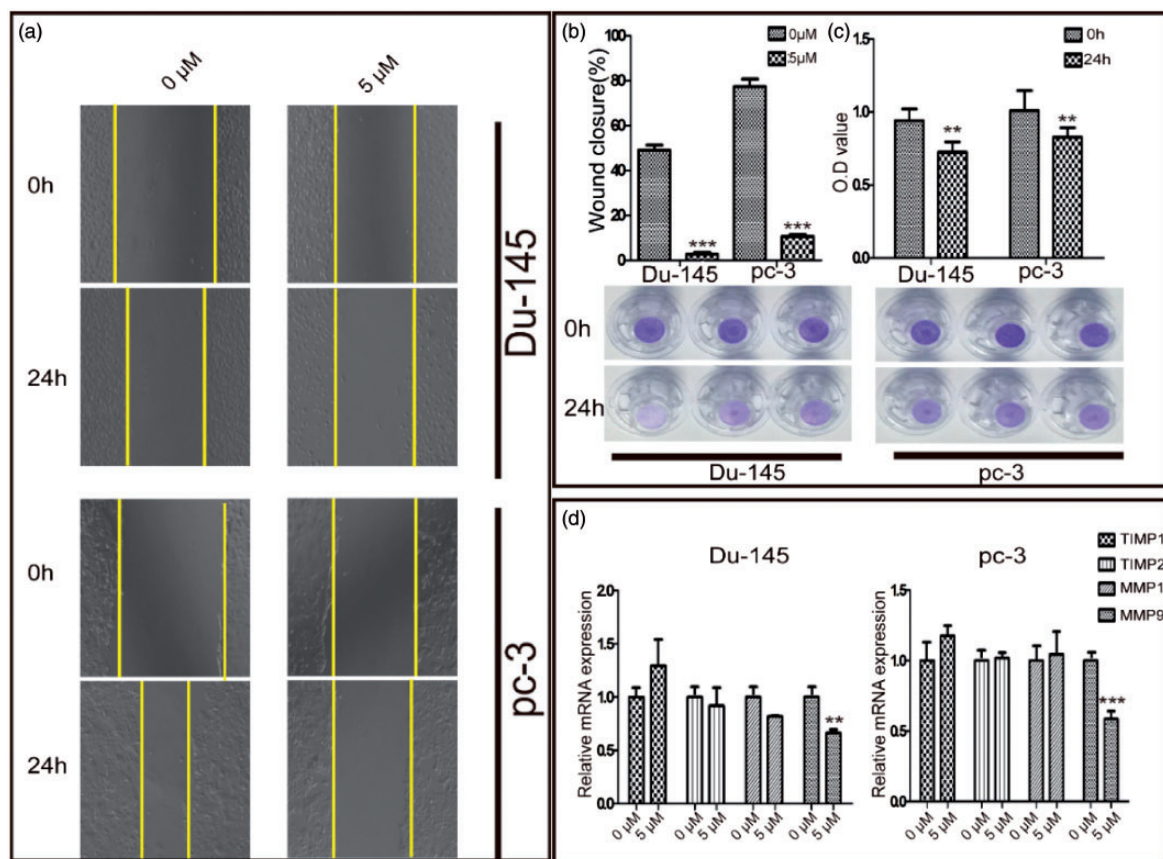 (a)
0 µM
5 µM
0h
24h
Du-145
0h
24h
pc-3
(b)
0µM
5µM
Wound closure(%)
100
80
60
40
20
0
***
***
Du-145
pc-3
(c)
0h
24h
O.D value
1.5
1.0
0.5
0.0
**
**
Du-145
pc-3
0h
24h
Du-145
pc-3
(d)
Du-145
Relative mRNA expression
2.0
1.5
1.0
0.5
0.0
**
0 µM 5 µM 0 µM 5 µM 0 µM 5 µM 0 µM 5 µM
pc-3
Relative mRNA expression
1.5
1.0
0.5
0.0
***
0 µM 5 µM 0 µM 5 µM 0 µM 5 µM 0 µM 5 µM
TIMP1
TIMP2
MMP1
MMP9